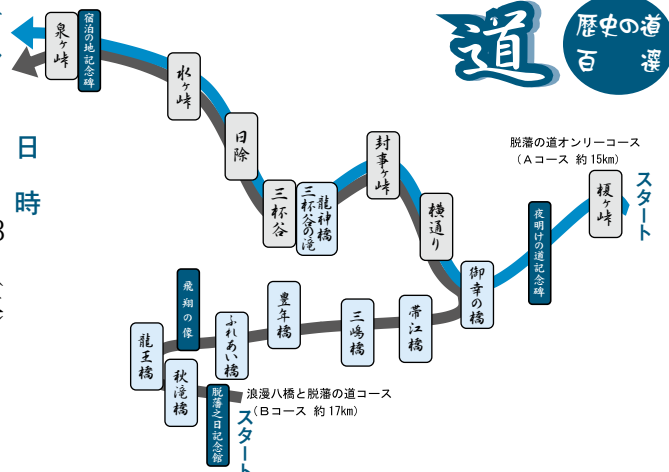 道
歴史の道
百選
泉ヶ峠
宿泊の地記念碑
水ヶ峠
日除
三杯谷
龍神橋
三杯谷の滝
封事ヶ峠
横通り
御幸の橋
夜明けの道記念碑
榎ヶ峠
スタート
脱藩の道オンリーコース
(Aコース 約15km)
日時
帯江橋
三嶋橋
豊年橋
ふれあい橋
飛翔の像
龍王橋
秋滝橋
脱藩之日記念館
スタート
浪漫八橋と脱藩の道コース
(Bコース 約17km)